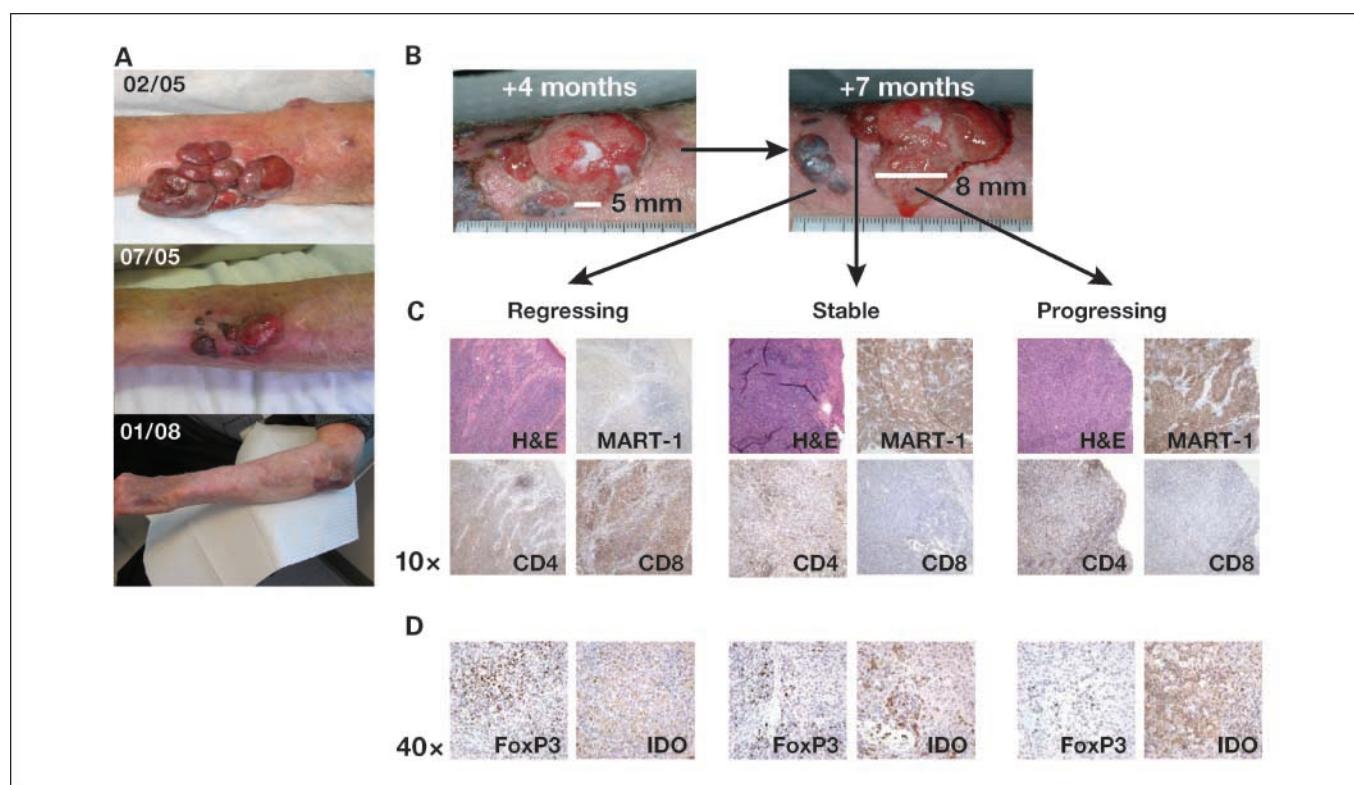 A
02/05
07/05
01/08
B
+4 months
5 mm
+7 months
8 mm
C
Regressing
Stable
Progressing
H&E
MART-1
H&E
MART-1
H&E
MART-1
10×
CD4
CD8
CD4
CD8
CD4
CD8
D
40×
FoxP3
IDO
FoxP3
IDO
FoxP3
IDO